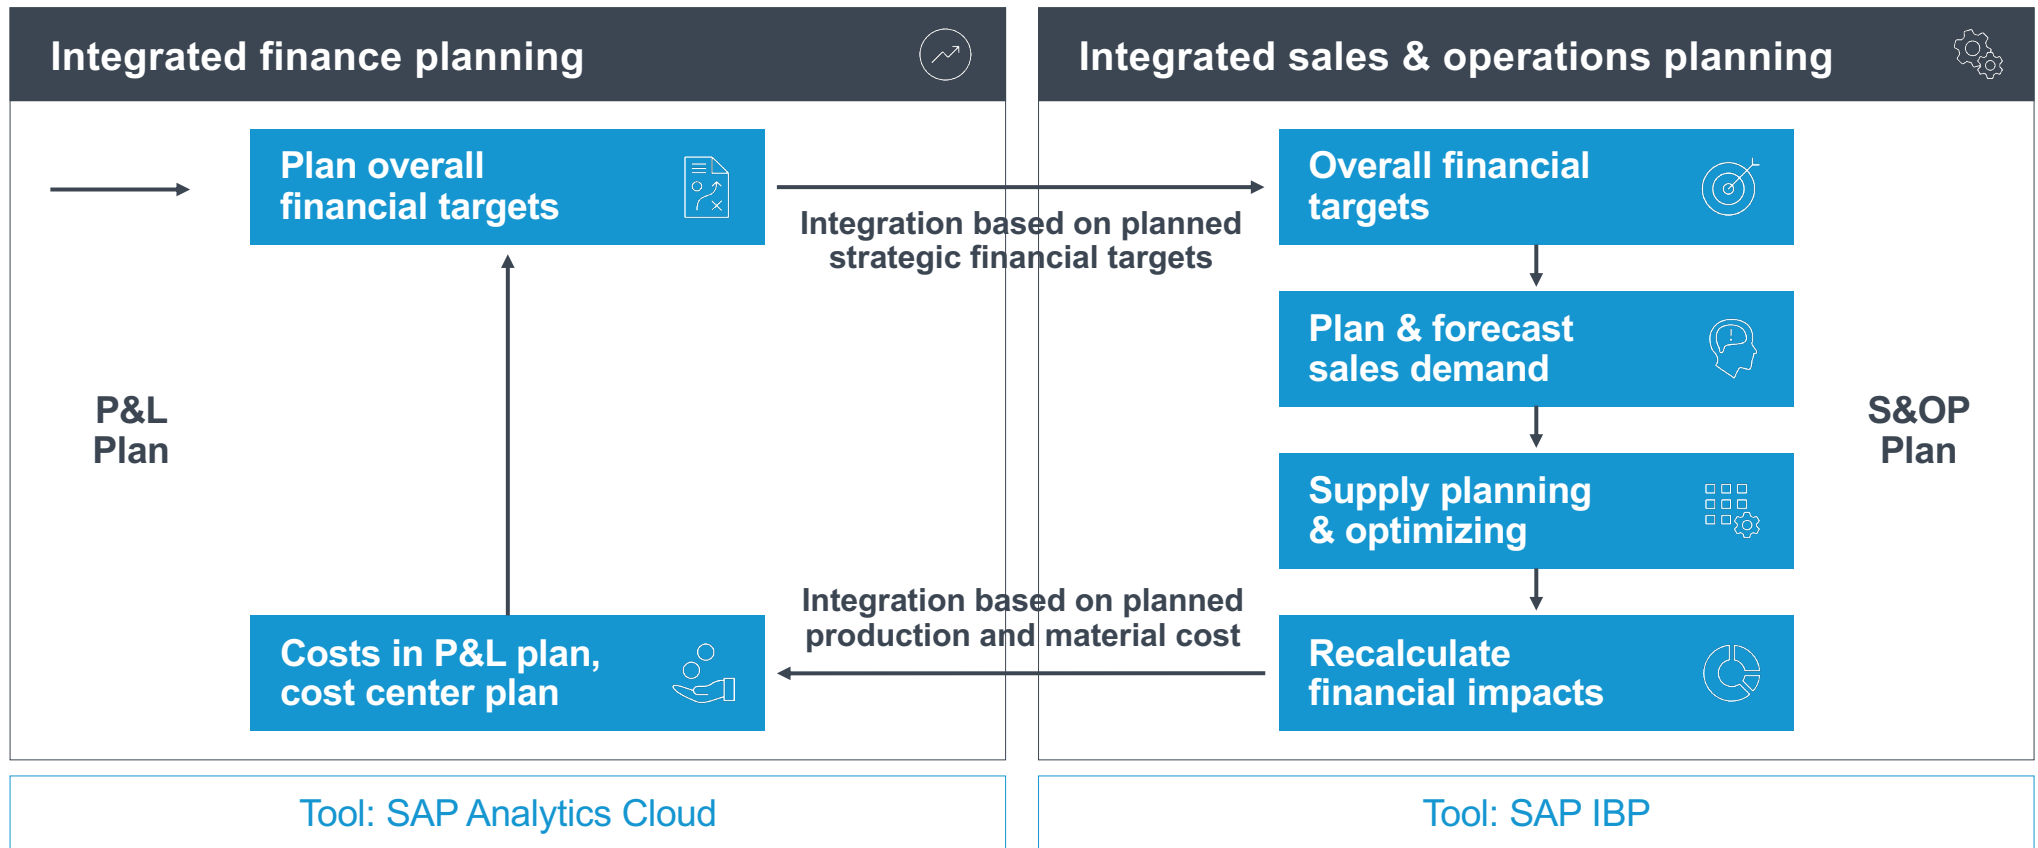 Integrated finance planning
Plan overall
financial targets
P&L
Plan
Costs in P&L plan,
cost center plan
Tool: SAP Analytics Cloud
Integration based on planned
strategic financial targets
Integration based on planned
production and material cost
Integrated sales & operations planning
Overall financial
targets
Plan & forecast
sales demand
Supply planning
& optimizing
Recalculate
financial impacts
S&OP
Plan
Tool: SAP IBP